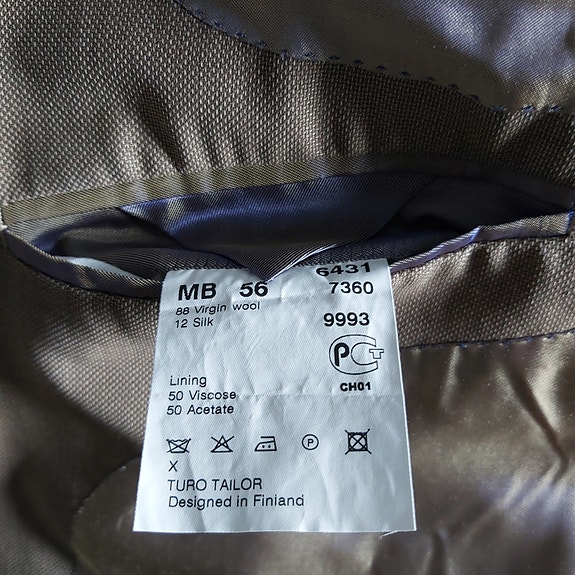 6431
MB 56 7360
88 Virgin wool
12 Silk 9993
PCT
CH01
Lining
50 Viscose
50 Acetate
P
X
TURO TAILOR
Designed in Finland